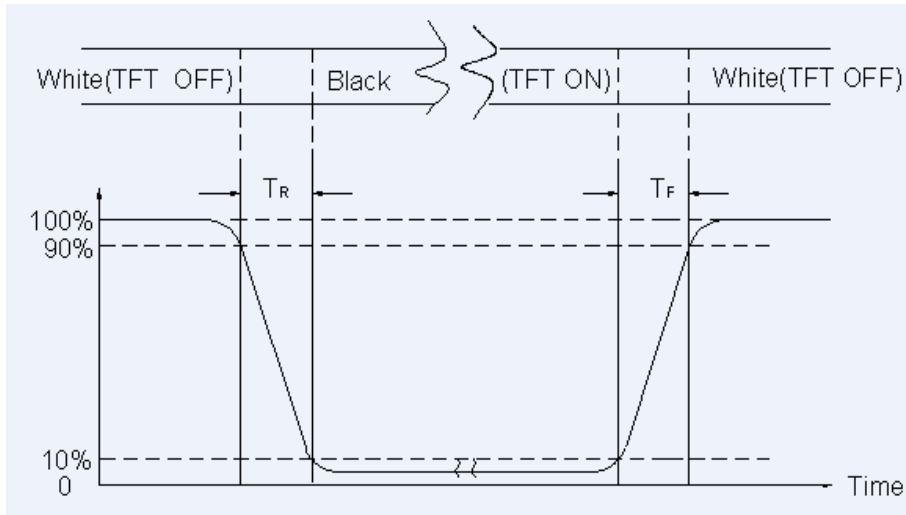 White(TFT OFF) Black (TFT ON) White(TFT OFF)
TR TF
100%
90%
10%
0
Time